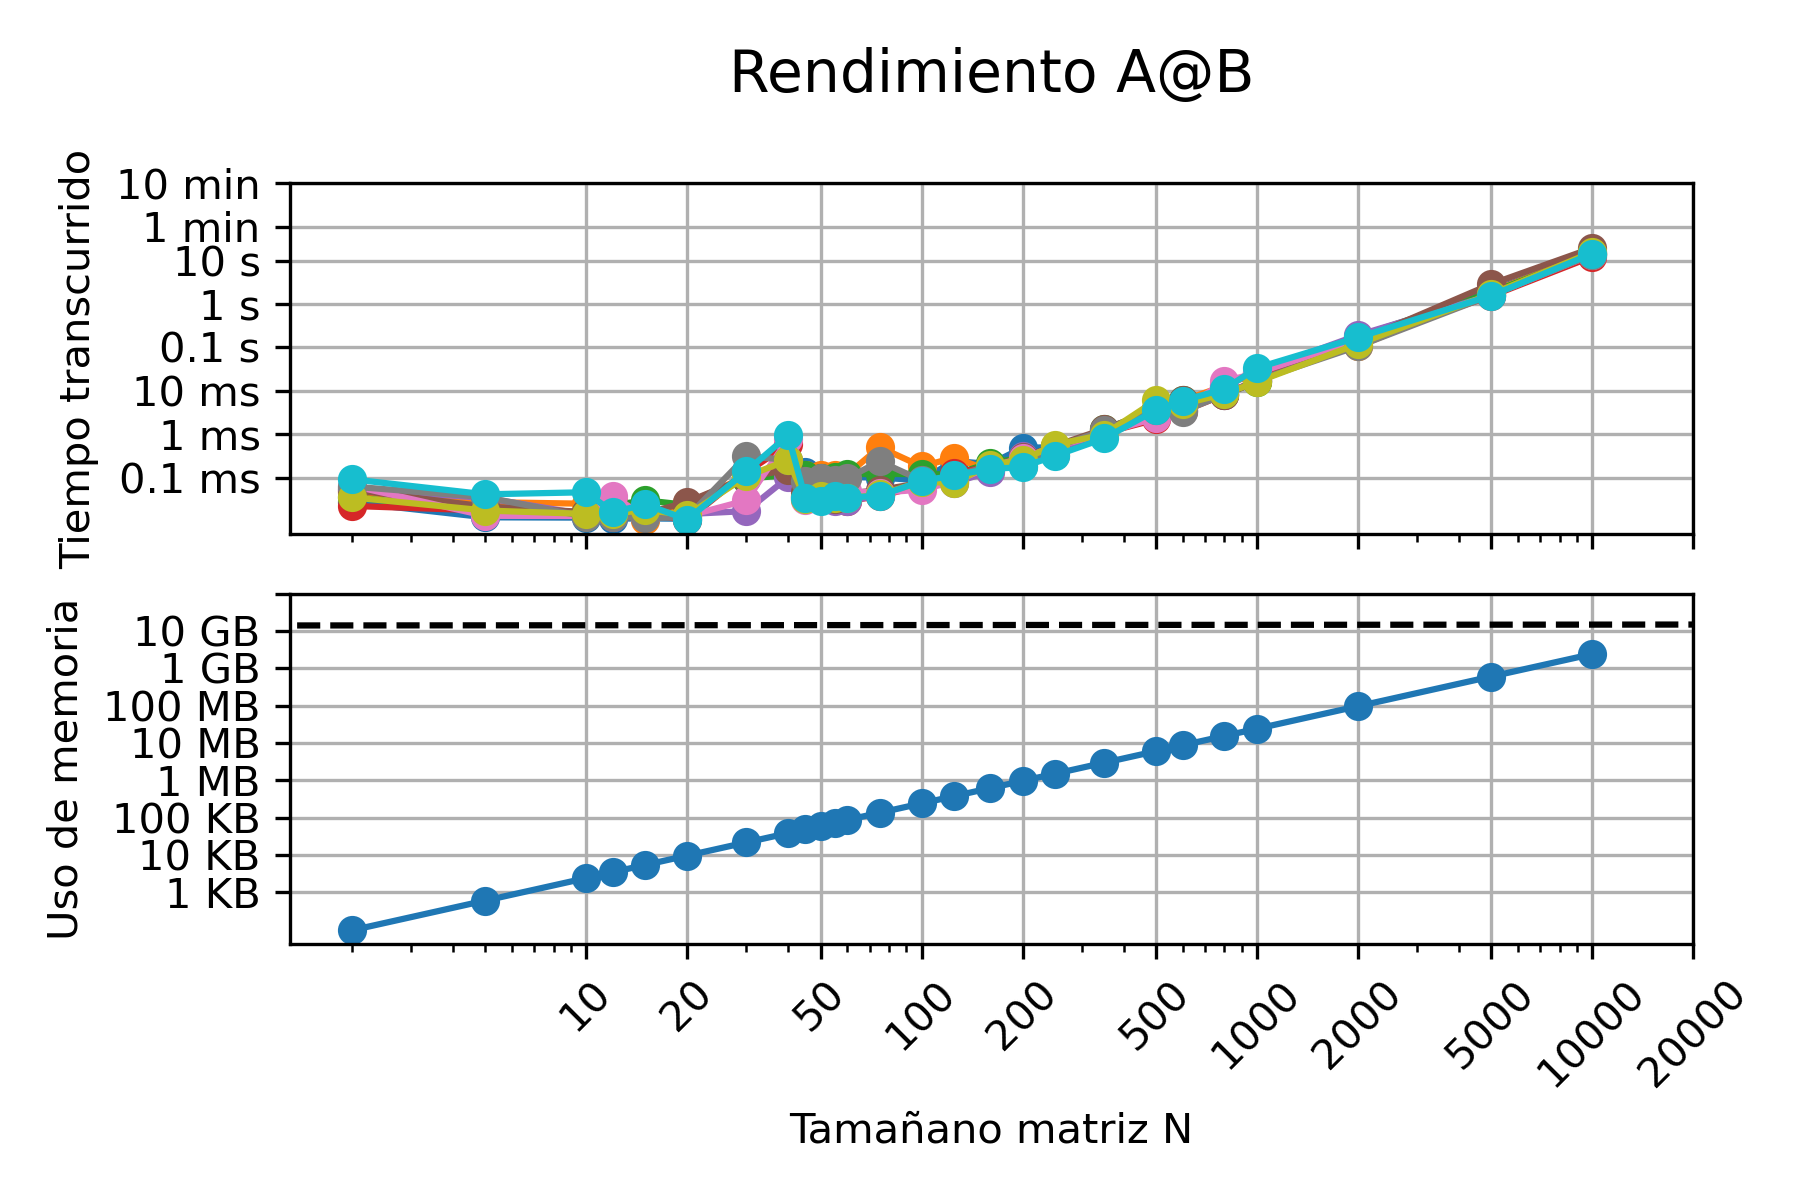 Rendimiento A@B
Tiempo transcurrido
10 min
1 min
10 s
1 s
0.1 s
10 ms
1 ms
0.1 ms
Uso de memoria
10 GB
1 GB
100 MB
10 MB
1 MB
100 KB
10 KB
1 KB
10 20 50 100 200 500 1000 2000 5000 10000 20000
Tamañano matriz N